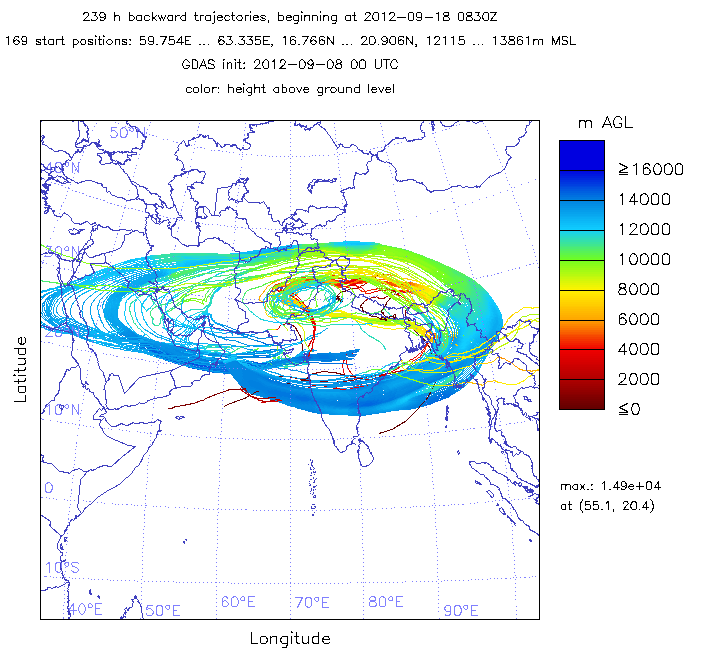 239 h backward trajectories, beginning at 2012-09-18 0830Z
169 start positions: 59.754E ... 63.335E, 16.766N ... 20.906N, 12115 ... 13861m MSL
GDAS init: 2012-09-08 00 UTC
color: height above ground level
m AGL
50°N
40°N
≥16000
14000
12000
30°N
10000
8000
6000
20°N
4000
2000
10°N
≤0
0
max.: 1.49e+04
at (55.1, 20.4)
10°S
40°E
50°E
60°E
70°E
80°E
90°E
Latitude
Longitude